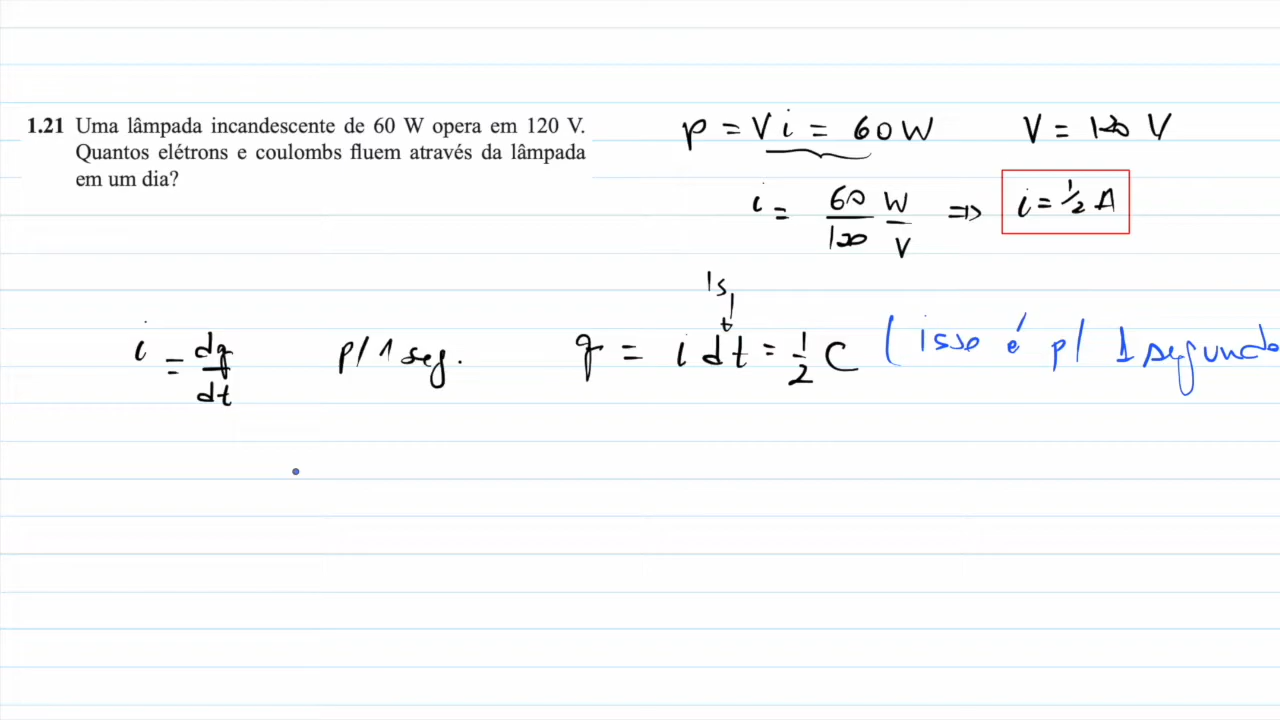 1.21 Uma lâmpada incandescente de 60 W opera em 120 V.
Quantos elétrons e coulombs fluem através da lâmpada
em um dia?
p = Vi = 60W V = 120 V
i = 60/120 W/V => i = 1/2 A
1s
i = dq/dt p/ 1 seg. q = i dt = 1/2 C ( isso é p/ 1 segundo